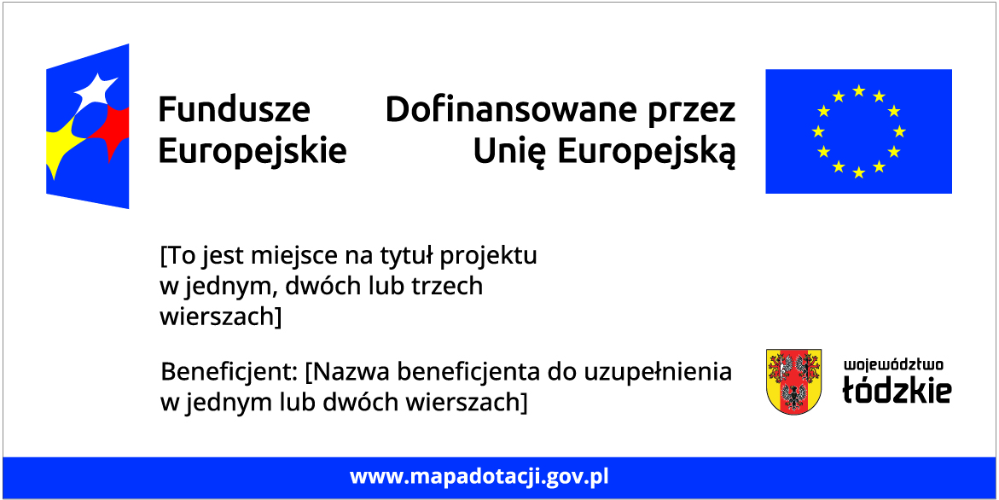 Fundusze
Europejskie
Dofinansowane przez
Unię Europejską
[To jest miejsce na tytuł projektu
w jednym, dwóch lub trzech
wierszach]
Beneficjent: [Nazwa beneficjenta do uzupełnienia
w jednym lub dwóch wierszach]
województwo
łódzkie
www.mapadotacji.gov.pl